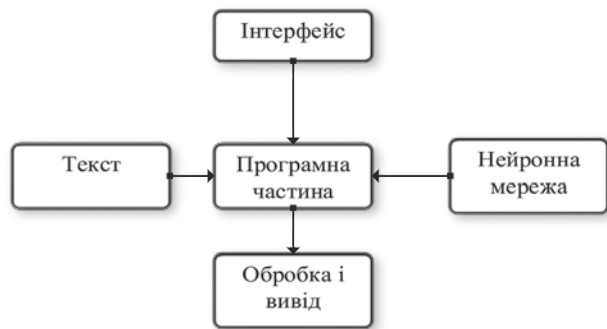 Інтерфейс
Текст
Програмна
частина
Нейронна
мережа
Обробка і
вивід